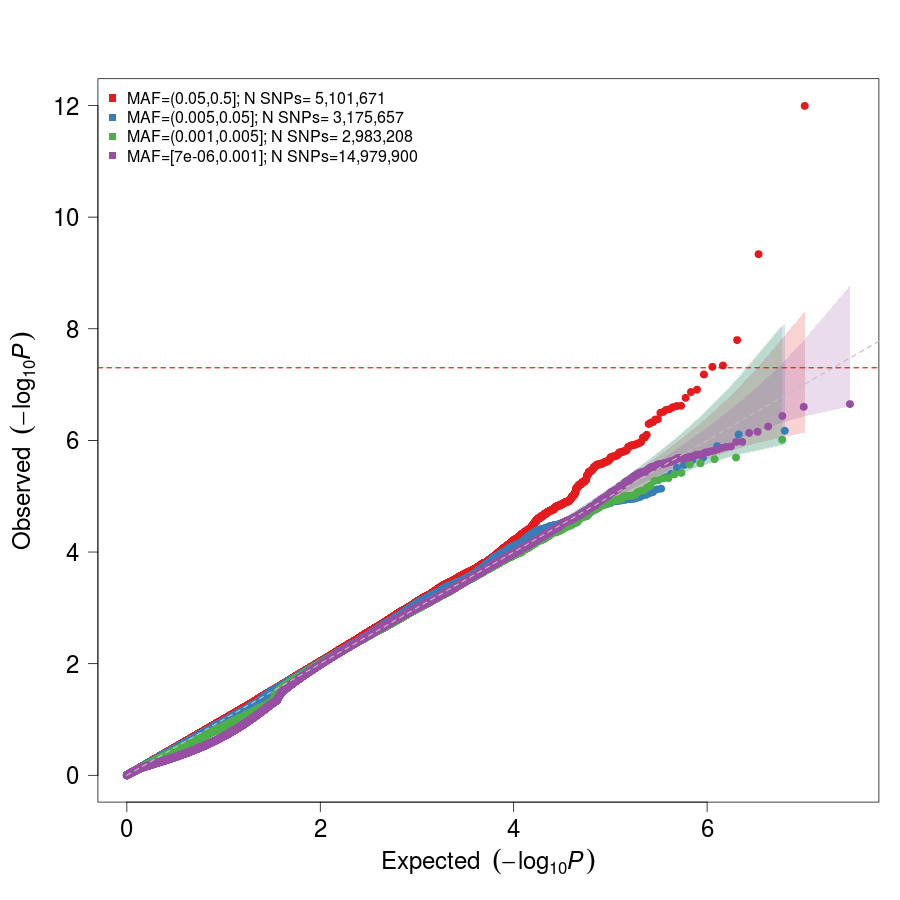 MAF=(0.05,0.5]; N SNPs= 5,101,671
MAF=(0.005,0.05]; N SNPs= 3,175,657
MAF=(0.001,0.005]; N SNPs= 2,983,208
MAF=[7e-06,0.001]; N SNPs=14,979,900
12
10
8
6
4
2
0
Observed (−log10P)
0 2 4 6
Expected (−log10P)